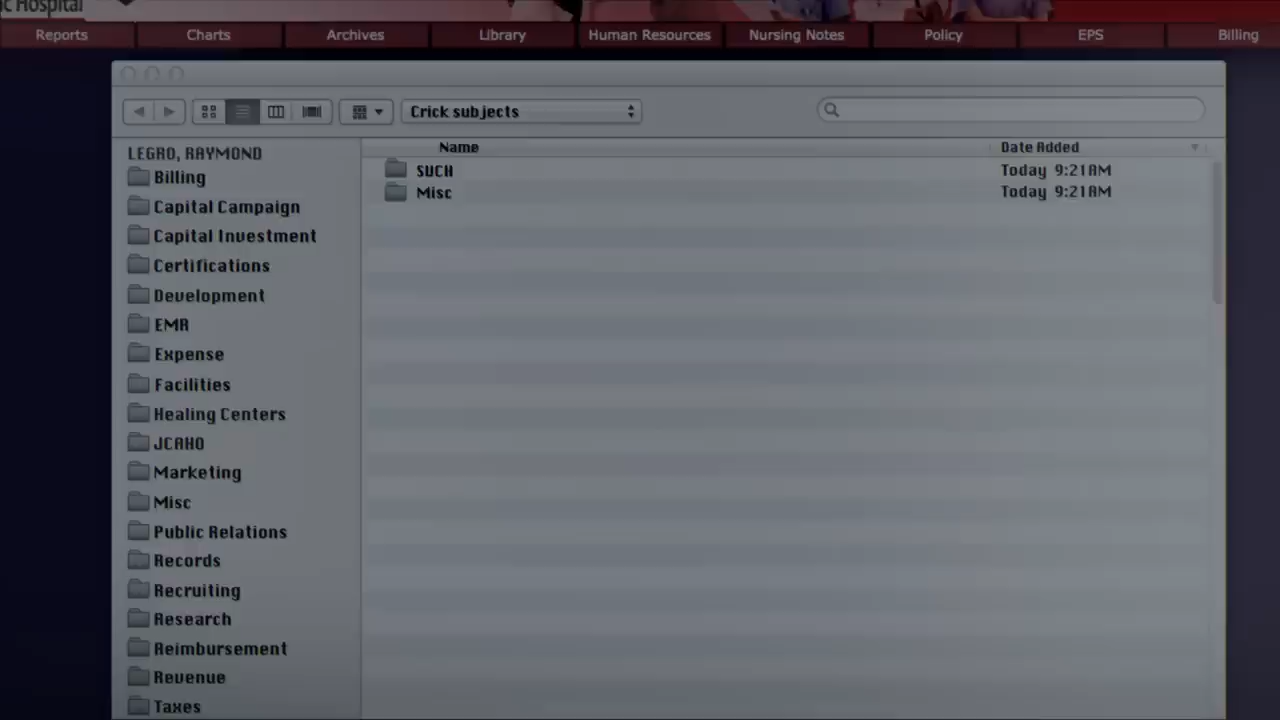 ic Hospital
Reports Charts Archives Library Human Resources Nursing Notes Policy EPS Billing
Crick subjects
LEGRO, RAYMOND
Name Date Added
Billing
Capital Campaign
Capital Investment
Certifications
Development
EMR
Expense
Facilities
Healing Centers
JCAHO
Marketing
Misc
Public Relations
Records
Recruiting
Research
Reimbursement
Revenue
Taxes
SUCH Today 9:21AM
Misc Today 9:21AM